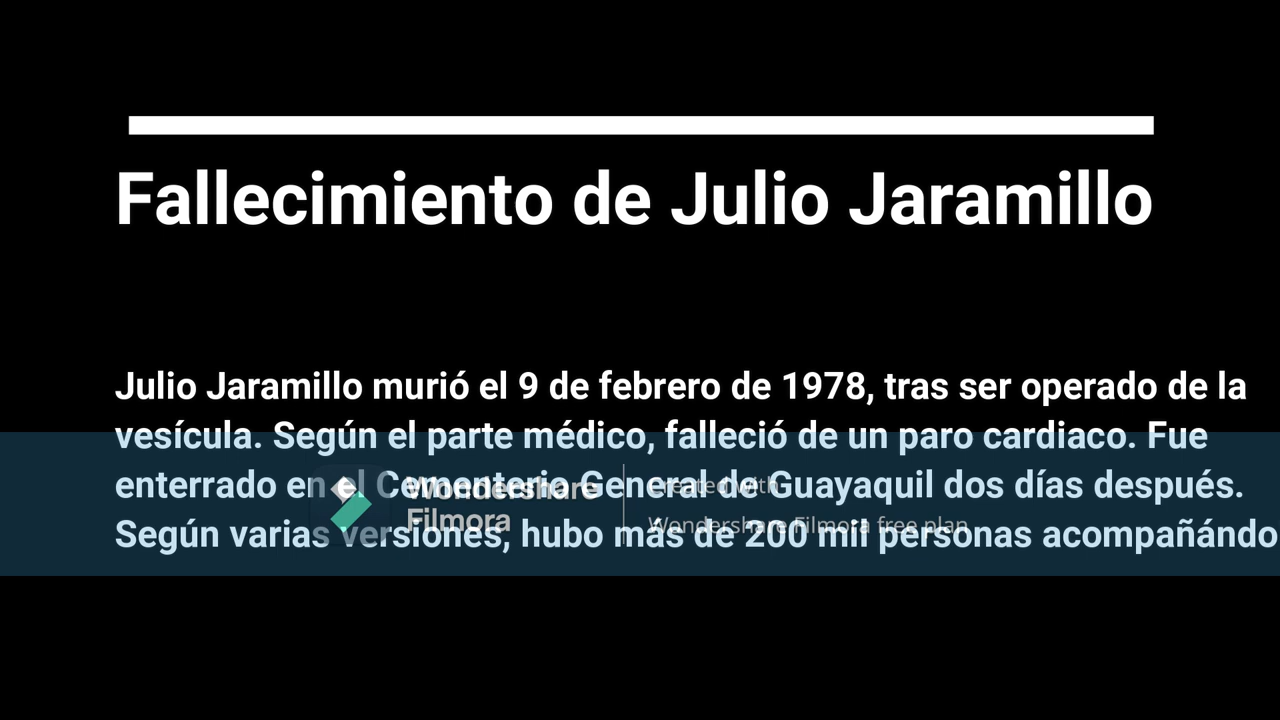 Fallecimiento de Julio Jaramillo
Julio Jaramillo murió el 9 de febrero de 1978, tras ser operado de la
vesícula. Según el parte médico, falleció de un paro cardiaco. Fue
enterrado en el Cementerio General de Guayaquil dos días después.
Según varias versiones, hubo más de 200 mil personas acompañándo
Wondershare
Filmora
Created with
Wondershare Filmora free plan